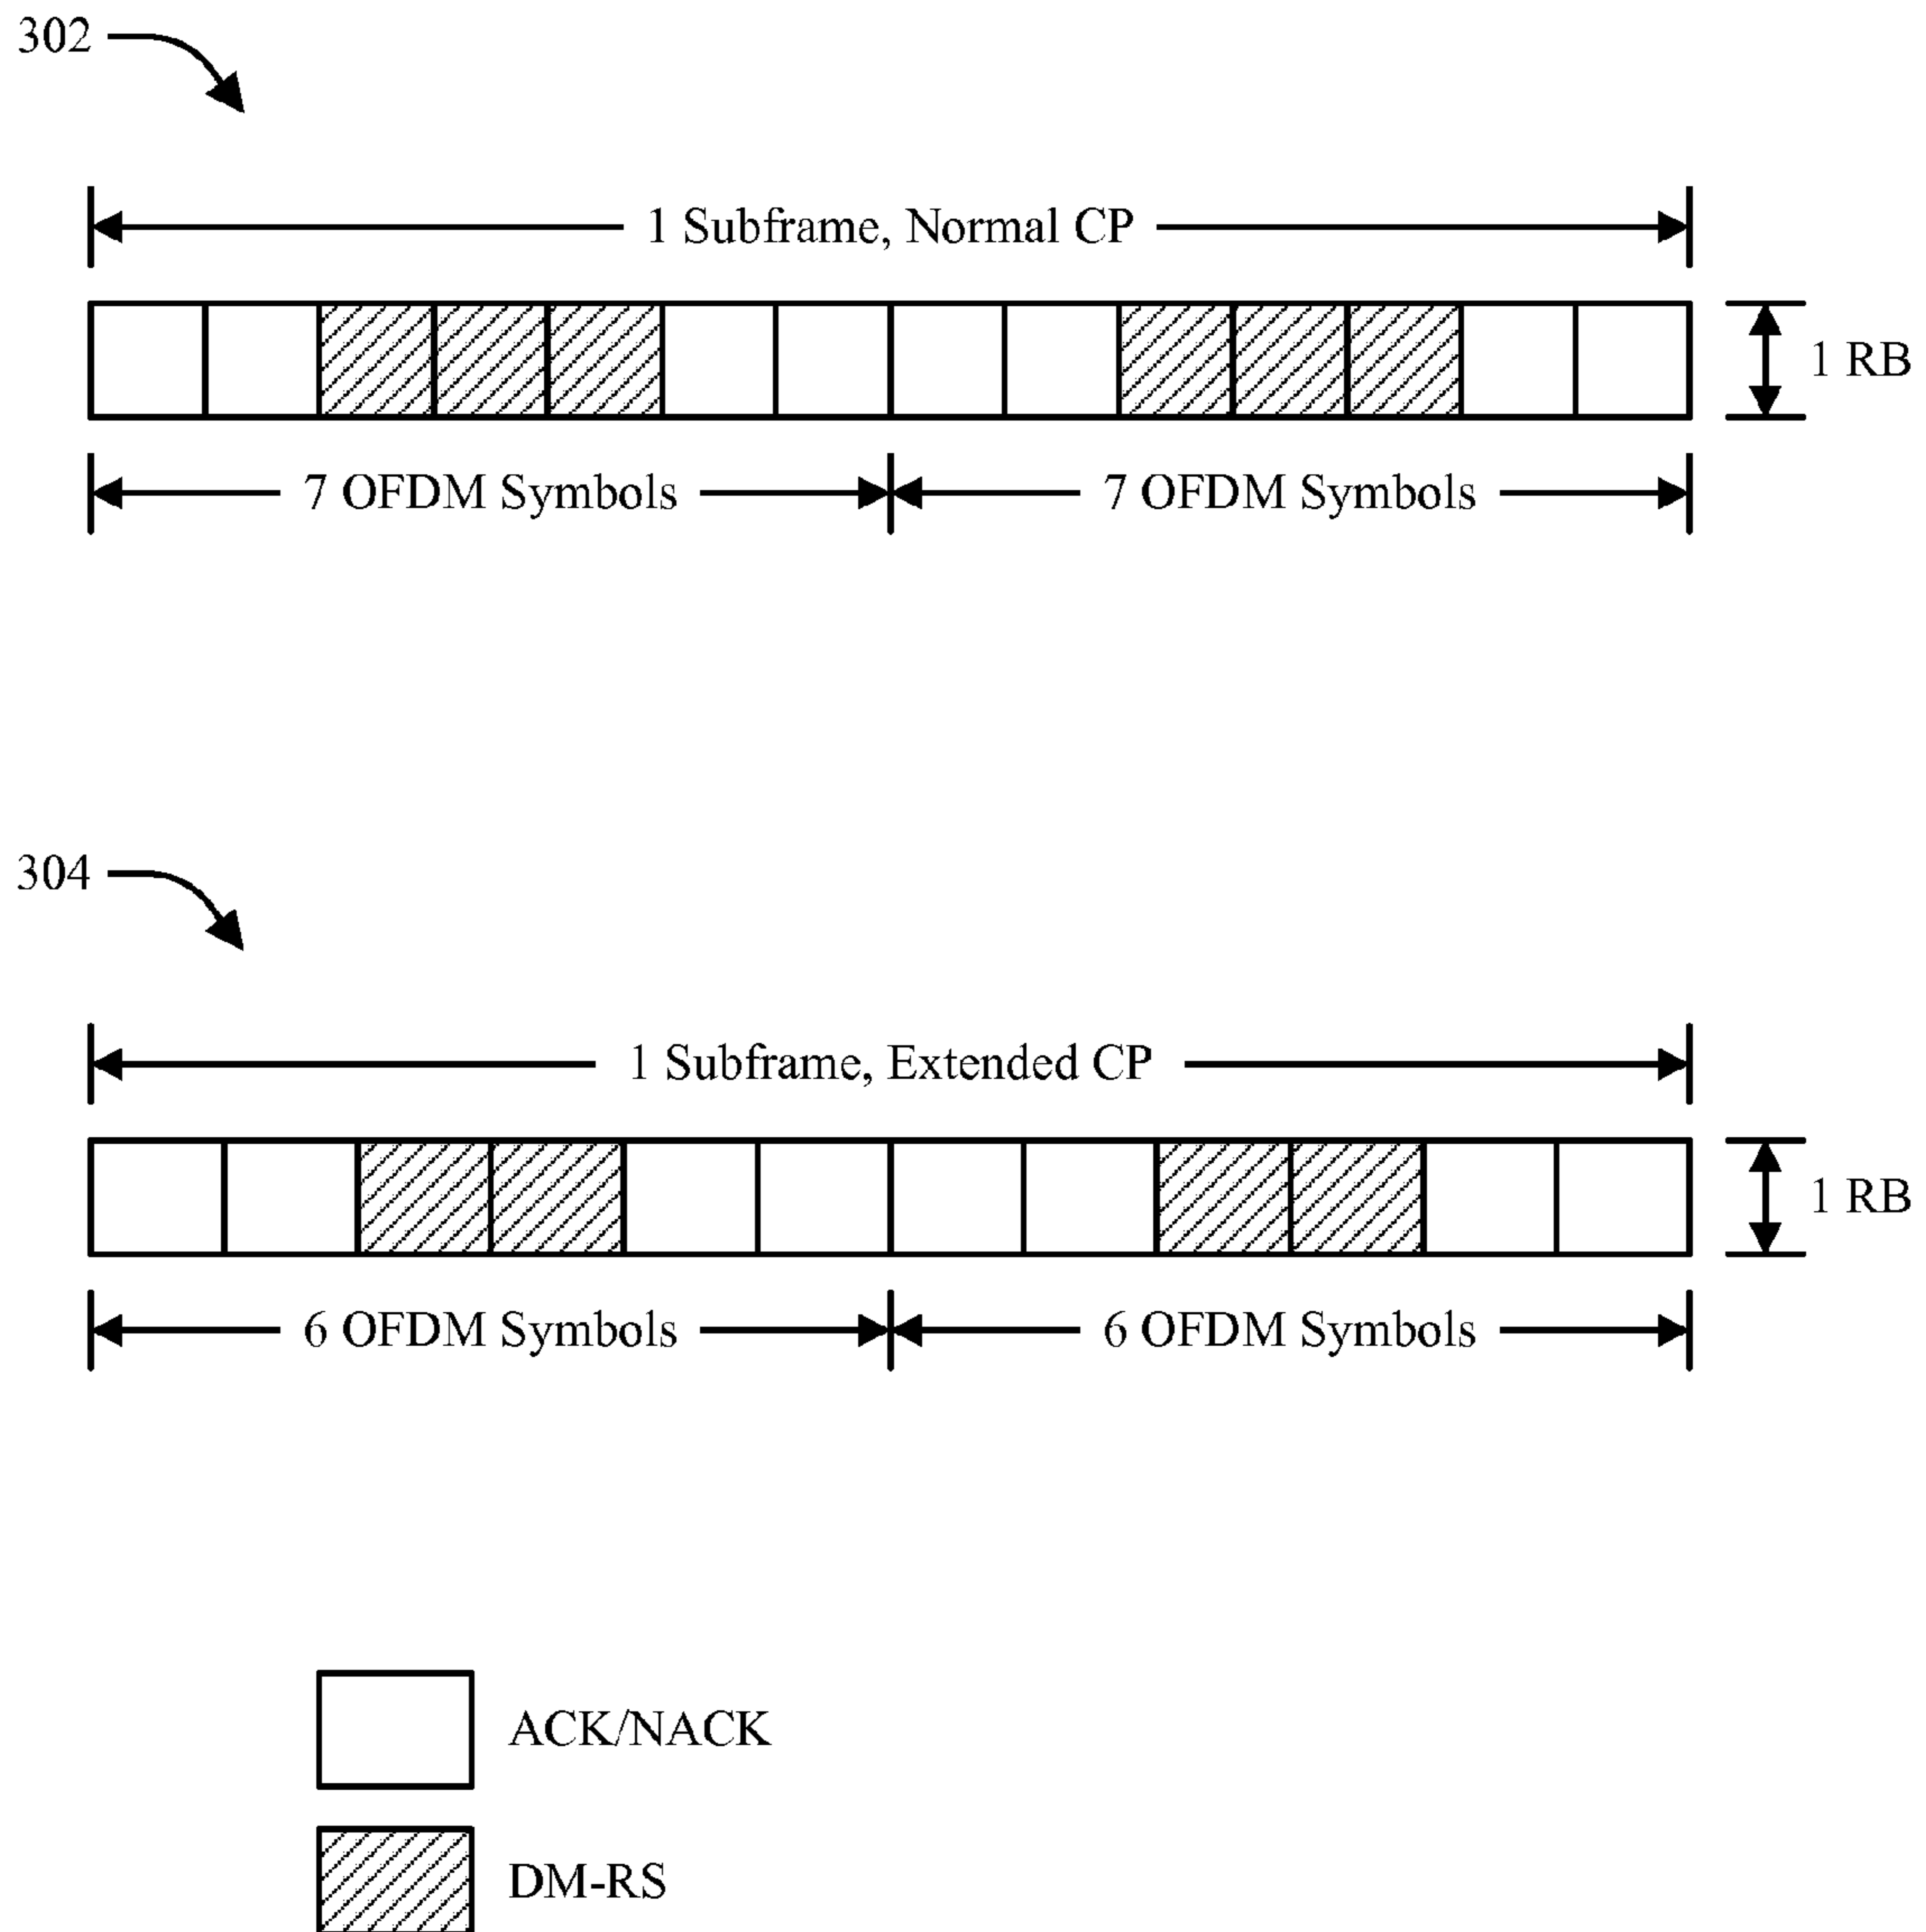 302
1 Subframe, Normal CP
1 RB
7 OFDM Symbols
7 OFDM Symbols
304
1 Subframe, Extended CP
1 RB
6 OFDM Symbols
6 OFDM Symbols
ACK/NACK
DM-RS